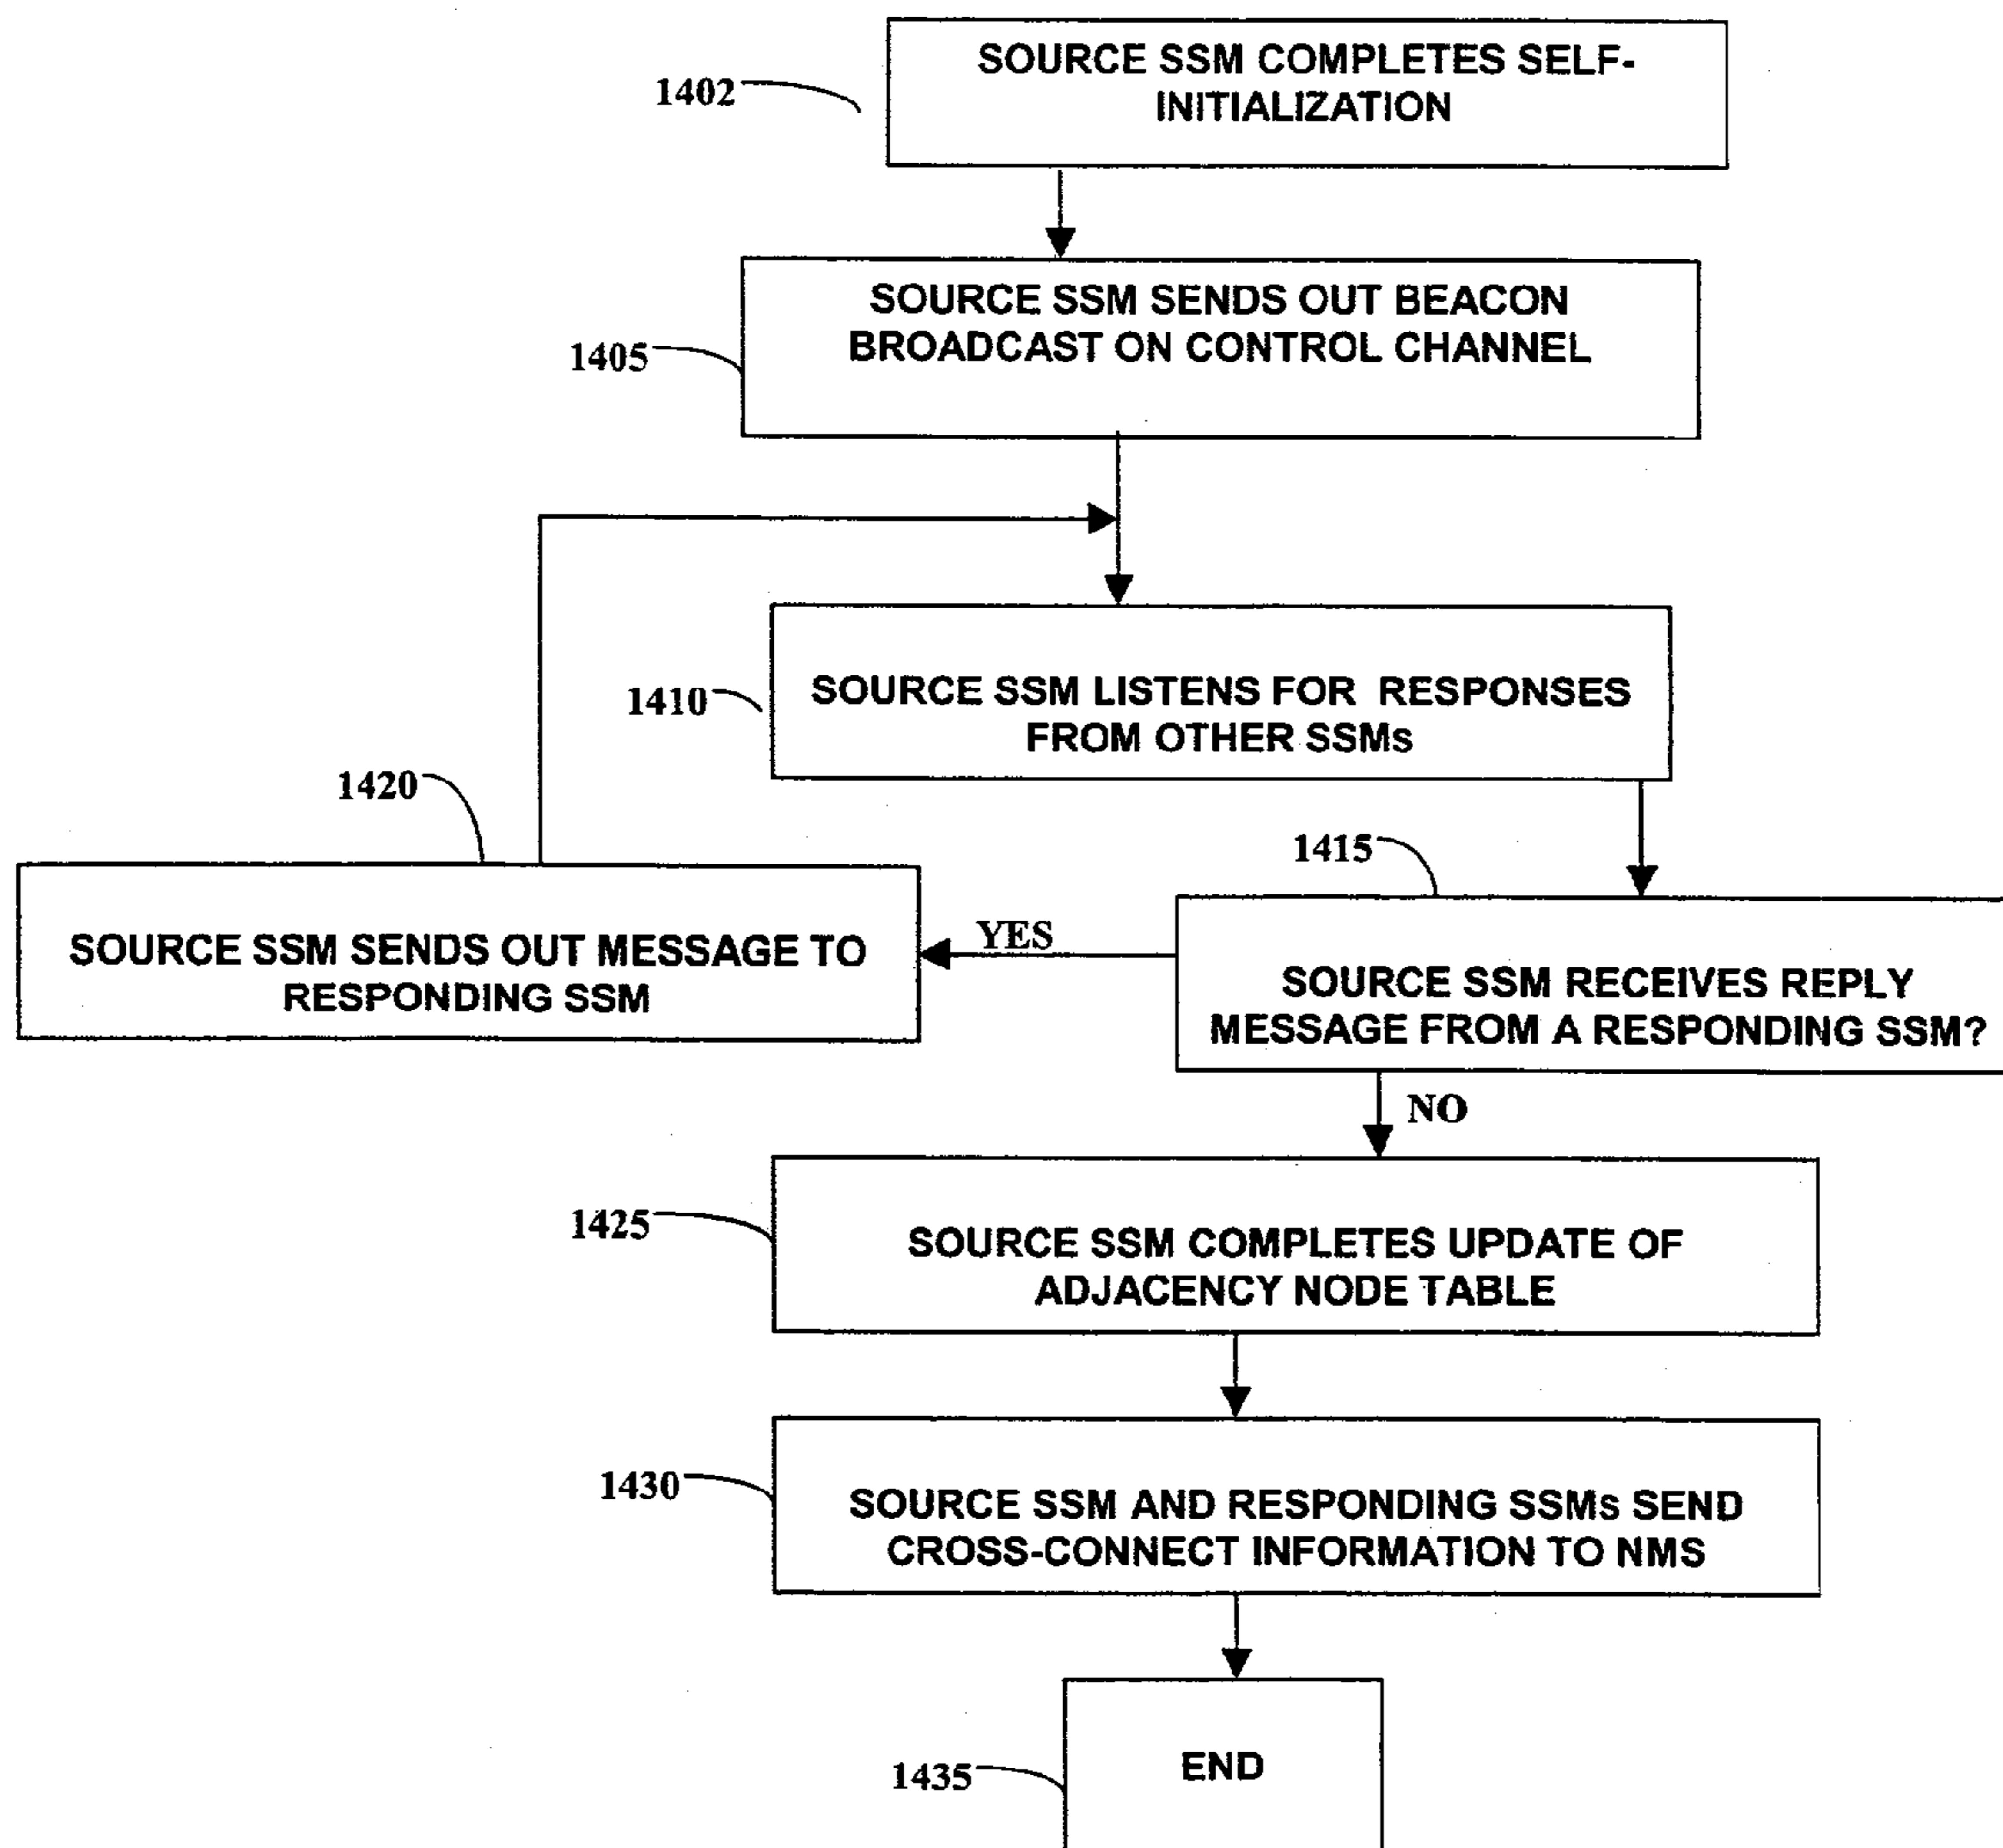 SOURCE SSM COMPLETES SELF-
INITIALIZATION
1402
SOURCE SSM SENDS OUT BEACON
BROADCAST ON CONTROL CHANNEL
1405
SOURCE SSM LISTENS FOR RESPONSES
FROM OTHER SSMs
1410
1420
1415
SOURCE SSM SENDS OUT MESSAGE TO
RESPONDING SSM
YES
SOURCE SSM RECEIVES REPLY
MESSAGE FROM A RESPONDING SSM?
NO
1425
SOURCE SSM COMPLETES UPDATE OF
ADJACENCY NODE TABLE
1430
SOURCE SSM AND RESPONDING SSMs SEND
CROSS-CONNECT INFORMATION TO NMS
END
1435